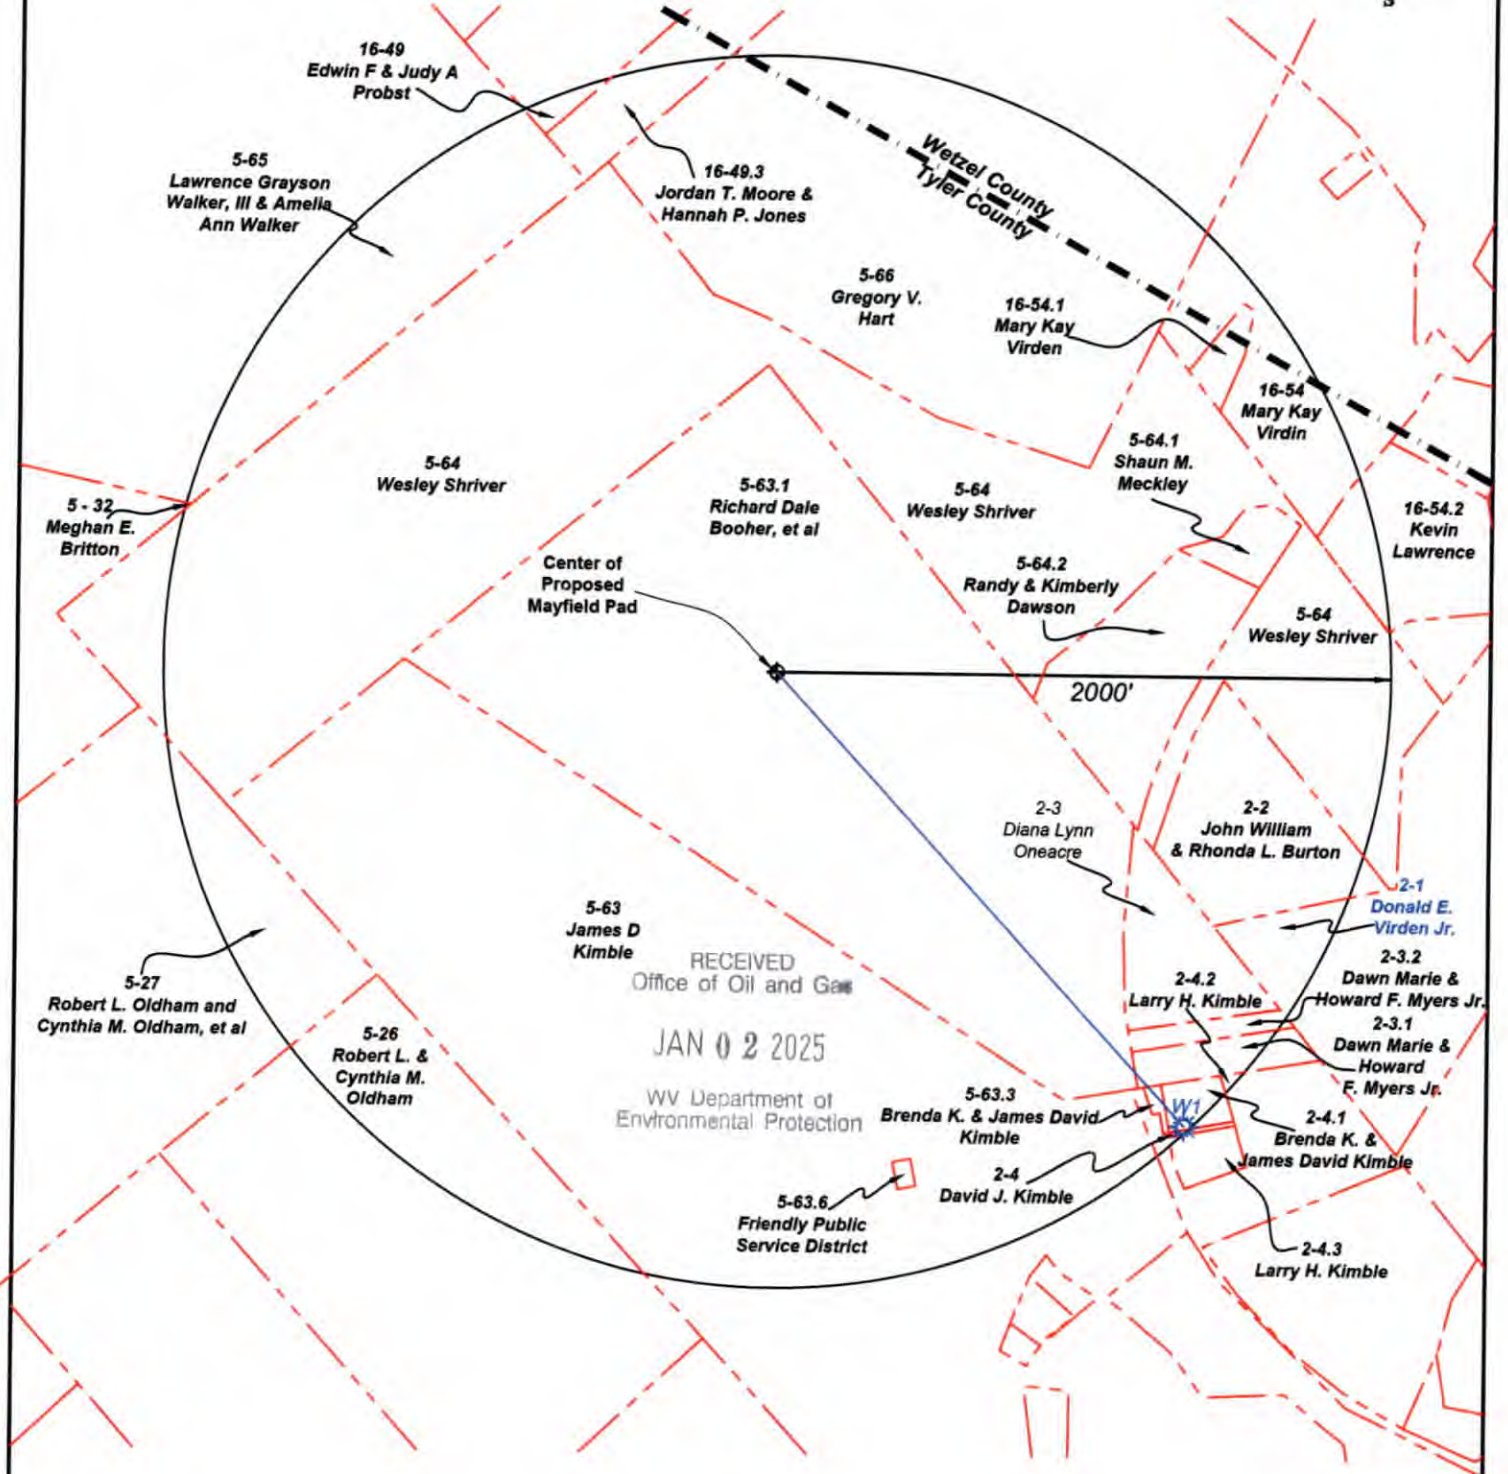 S
16-49
Edwin F & Judy A
Probst
5-65
Lawrence Grayson
Walker, III & Amelia
Ann Walker
16-49.3
Jordan T. Moore &
Hannah P. Jones
Wetzel County
Tyler County
5-66
Gregory V.
Hart
16-54.1
Mary Kay
Virden
16-54
Mary Kay
Virdin
5-64.1
Shaun M.
Meckley
5-64
Wesley Shriver
5-63.1
Richard Dale
Booher, et al
5-64
Wesley Shriver
16-54.2
Kevin
Lawrence
5 - 32
Meghan E.
Britton
Center of
Proposed
Mayfield Pad
5-64.2
Randy & Kimberly
Dawson
5-64
Wesley Shriver
2000'
2-3
Diana Lynn
Oneacre
2-2
John William
& Rhonda L. Burton
2-1
Donald E.
Virden Jr.
5-63
James D
Kimble
RECEIVED
Office of Oil and Gas
JAN 02 2025
WV Department of
Environmental Protection
5-27
Robert L. Oldham and
Cynthia M. Oldham, et al
5-26
Robert L. &
Cynthia M.
Oldham
2-4.2
Larry H. Kimble
2-3.2
Dawn Marie &
Howard F. Myers Jr.
2-3.1
Dawn Marie &
Howard
F. Myers Jr.
5-63.3
Brenda K. & James David
Kimble
W1
2-4.1
Brenda K. &
James David Kimble
2-4
David J. Kimble
5-63.6
Friendly Public
Service District
2-4.3
Larry H. Kimble